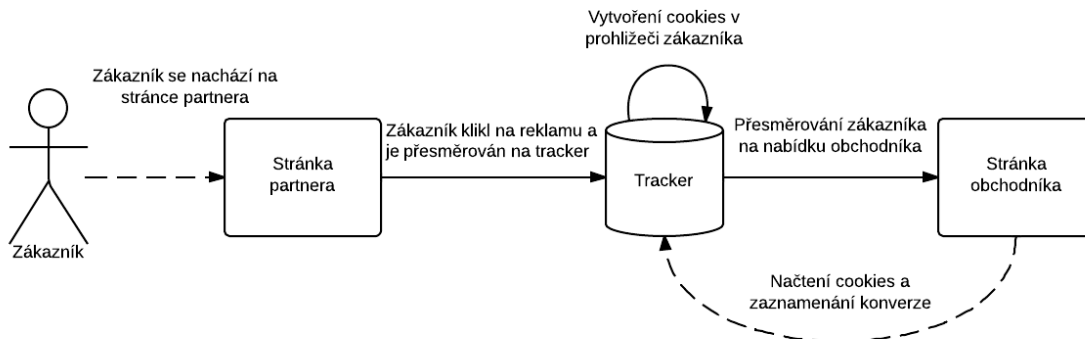 Vytvoření cookies v
prohlížeči zákazníka
Zákazník se nachází na
stránce partnera
Zákazník klikl na reklamu a
je přesměrován na tracker
Přesměrování zákazníka
na nabídku obchodníka
Stránka
partnera
Tracker
Stránka
obchodníka
Zákazník
Načtení cookies a
zaznamenání konverze